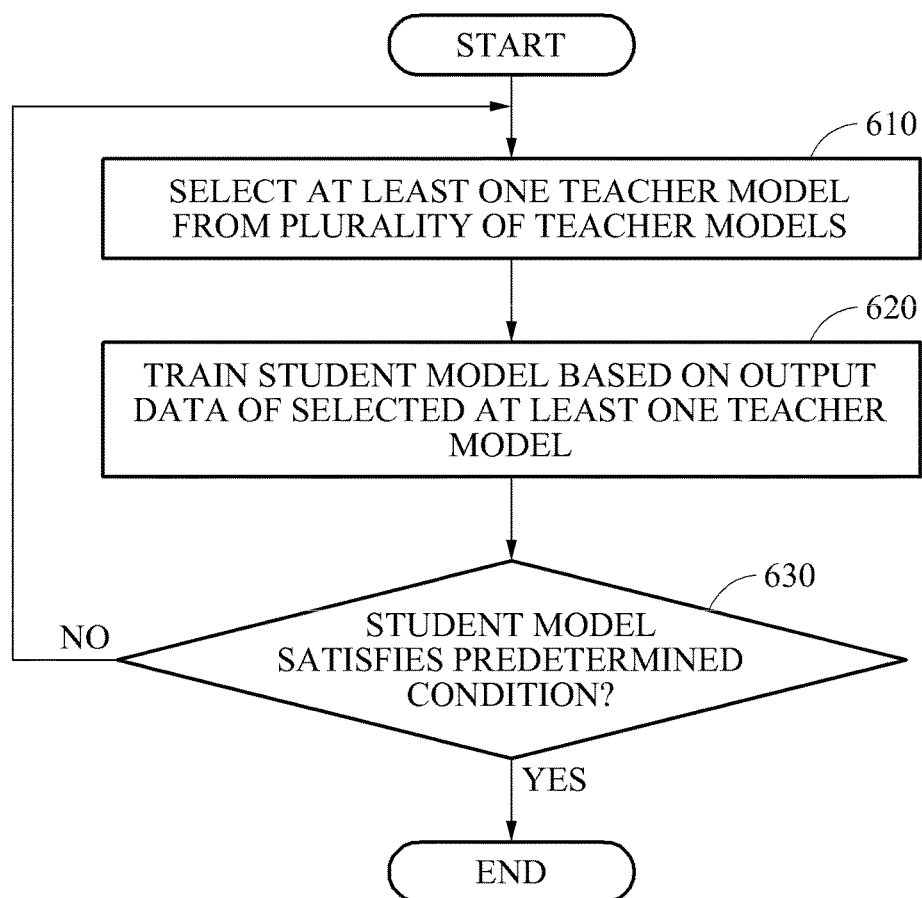 START
610
SELECT AT LEAST ONE TEACHER MODEL
FROM PLURALITY OF TEACHER MODELS
620
TRAIN STUDENT MODEL BASED ON OUTPUT
DATA OF SELECTED AT LEAST ONE TEACHER
MODEL
630
STUDENT MODEL
SATISFIES PREDETERMINED
CONDITION?
NO
YES
END